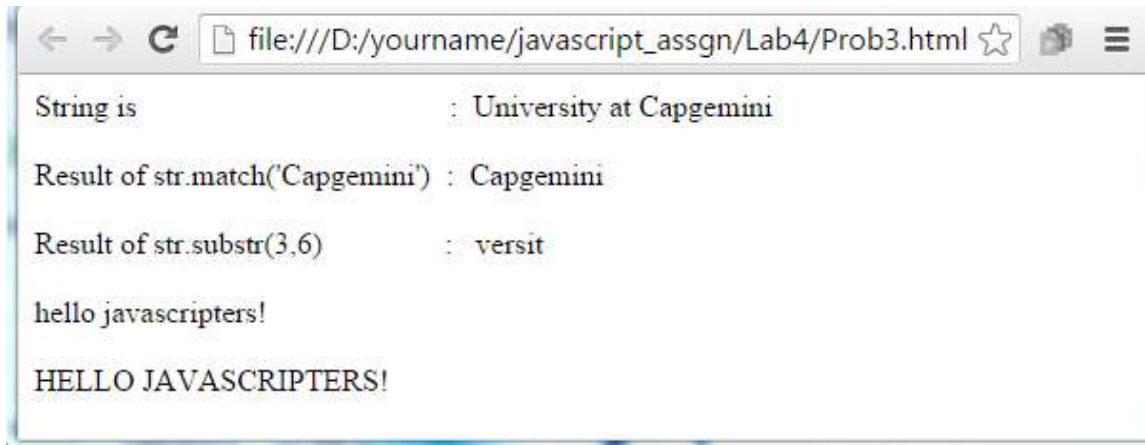 file:///D:/yourname/javascript_assgn/Lab4/Prob3.html
String is : University at Capgemini
Result of str.match('Capgemini') : Capgemini
Result of str.substr(3,6) : versit
hello javascripters!
HELLO JAVASCRIPTERS!